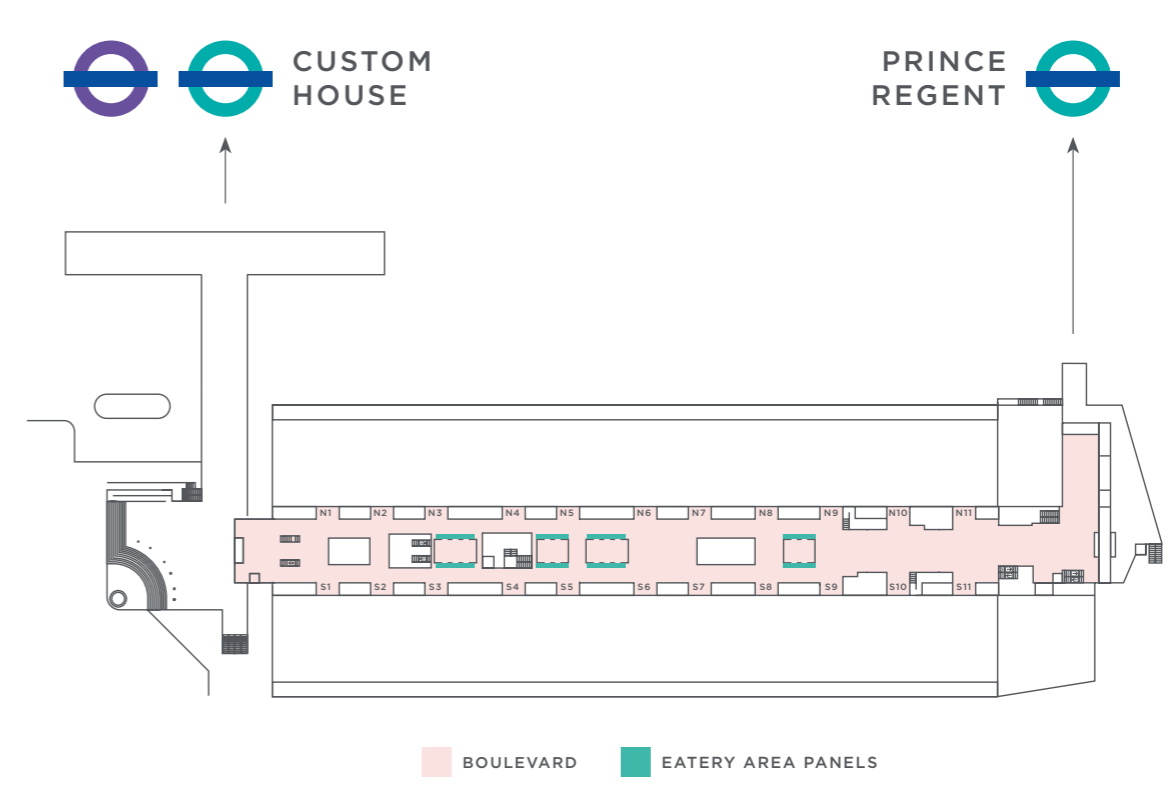 CUSTOM
HOUSE
PRINCE
REGENT
N1 N2 N3 N4 N5 N6 N7 N8 N9 N10 N11
S1 S2 S3 S4 S5 S6 S7 S8 S9 S10 S11
BOULEVARD
EATERY AREA PANELS